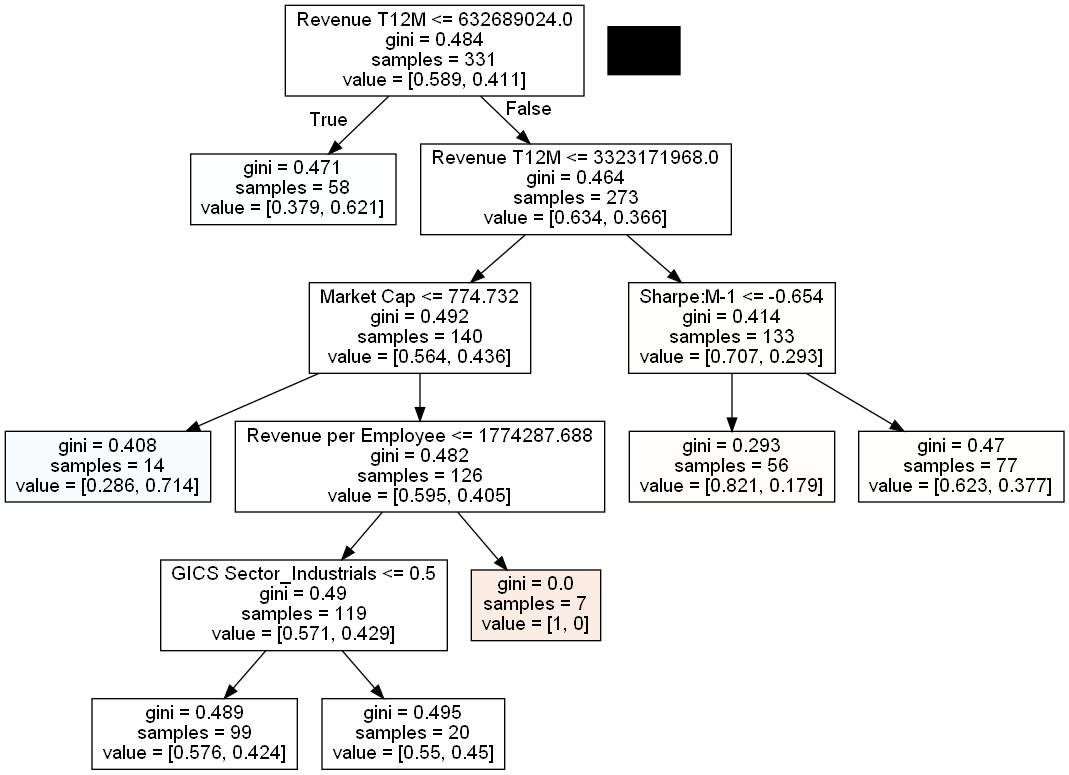 Revenue T12M <= 632689024.0
gini = 0.484
samples = 331
value = [0.589, 0.411]
True
False
gini = 0.471
samples = 58
value = [0.379, 0.621]
Revenue T12M <= 3323171968.0
gini = 0.464
samples = 273
value = [0.634, 0.366]
Market Cap <= 774.732
gini = 0.492
samples = 140
value = [0.564, 0.436]
Sharpe:M-1 <= -0.654
gini = 0.414
samples = 133
value = [0.707, 0.293]
gini = 0.408
samples = 14
value = [0.286, 0.714]
Revenue per Employee <= 1774287.688
gini = 0.482
samples = 126
value = [0.595, 0.405]
gini = 0.293
samples = 56
value = [0.821, 0.179]
gini = 0.47
samples = 77
value = [0.623, 0.377]
GICS Sector_Industrials <= 0.5
gini = 0.49
samples = 119
value = [0.571, 0.429]
gini = 0.0
samples = 7
value = [1, 0]
gini = 0.489
samples = 99
value = [0.576, 0.424]
gini = 0.495
samples = 20
value = [0.55, 0.45]